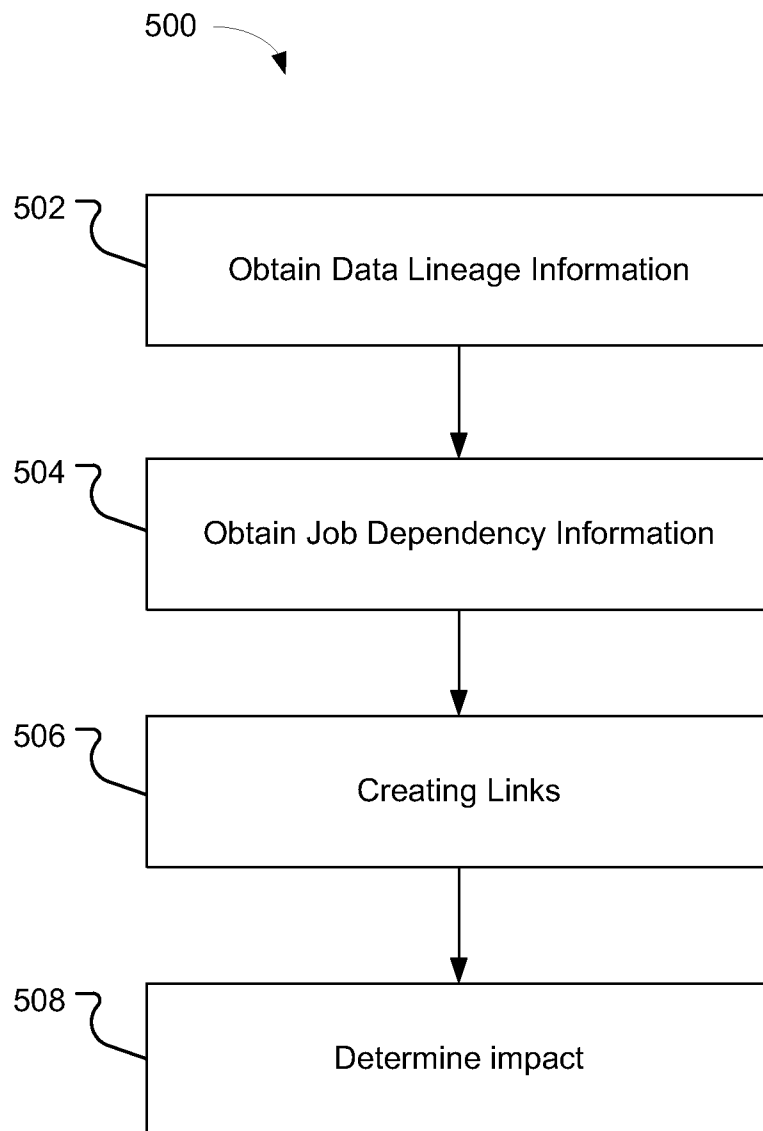 500
502
Obtain Data Lineage Information
504
Obtain Job Dependency Information
506
Creating Links
508
Determine impact